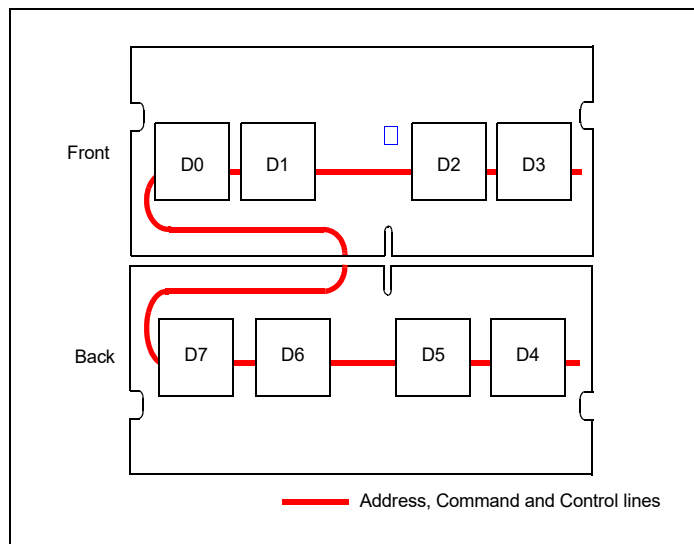 Front
D0 D1 D2 D3
Back
D7 D6 D5 D4
Address, Command and Control lines